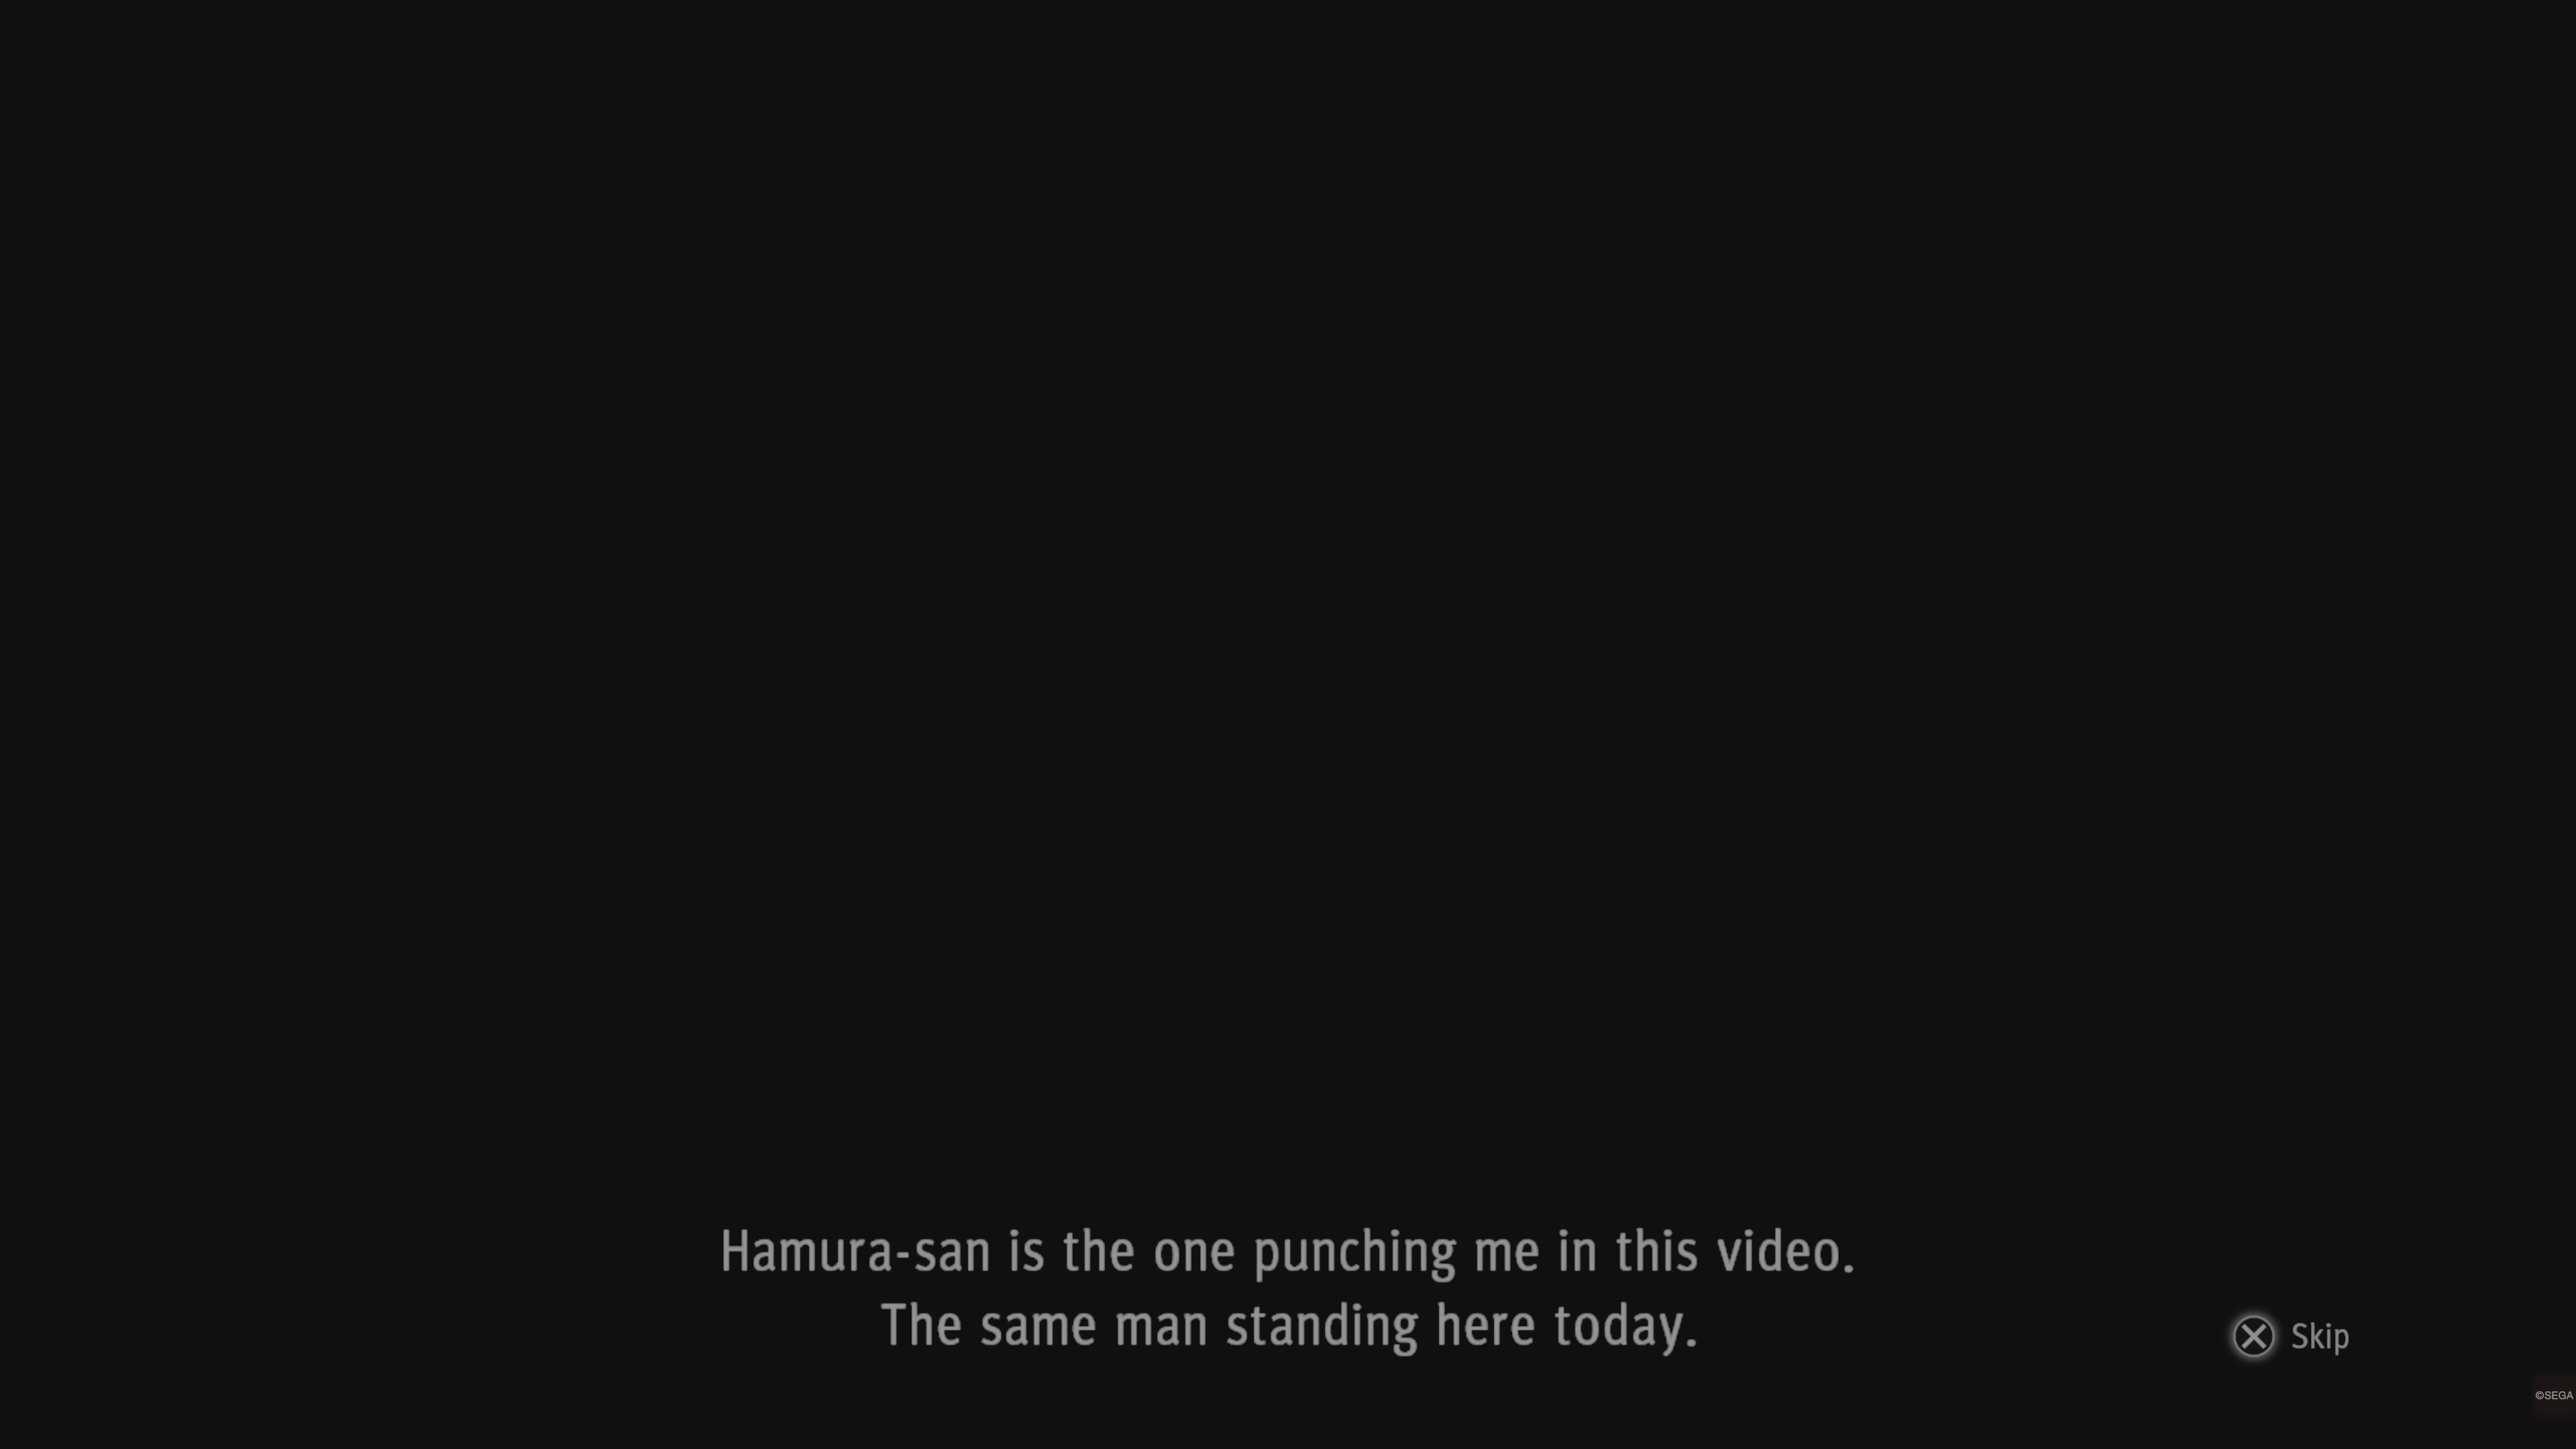 Hamura-san is the one punching me in this video.
The same man standing here today.
Skip
©SEGA